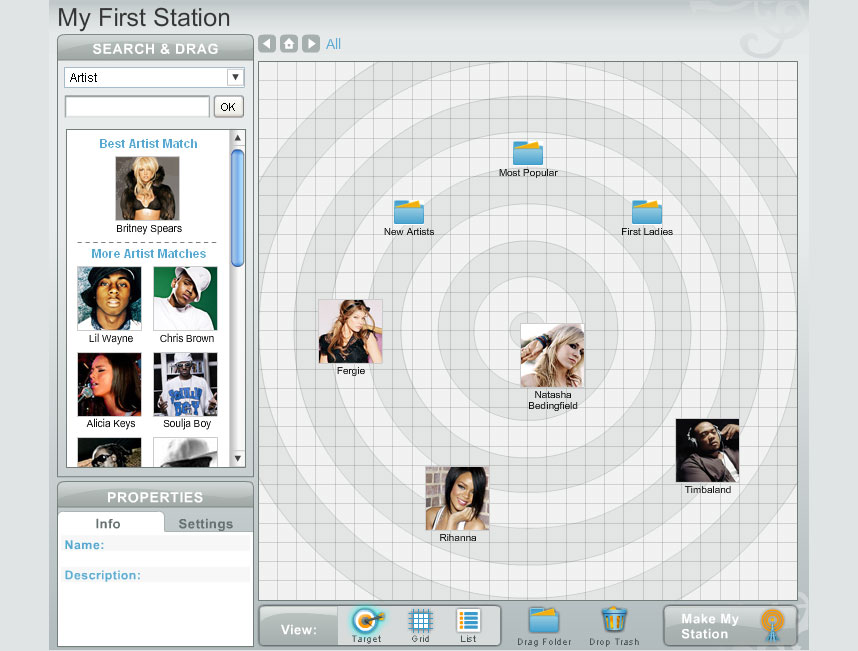 My First Station
SEARCH & DRAG
Artist
OK
Best Artist Match
Britney Spears
More Artist Matches
Lil Wayne
Chris Brown
Alicia Keys
Soulja Boy
PROPERTIES
Info
Settings
Name:
Description:
All
Most Popular
New Artists
First Ladies
Fergie
Natasha
Bedingfield
Timbaland
Rihanna
View:
Target
Grid
List
Drag Folder
Drop Trash
Make My
Station